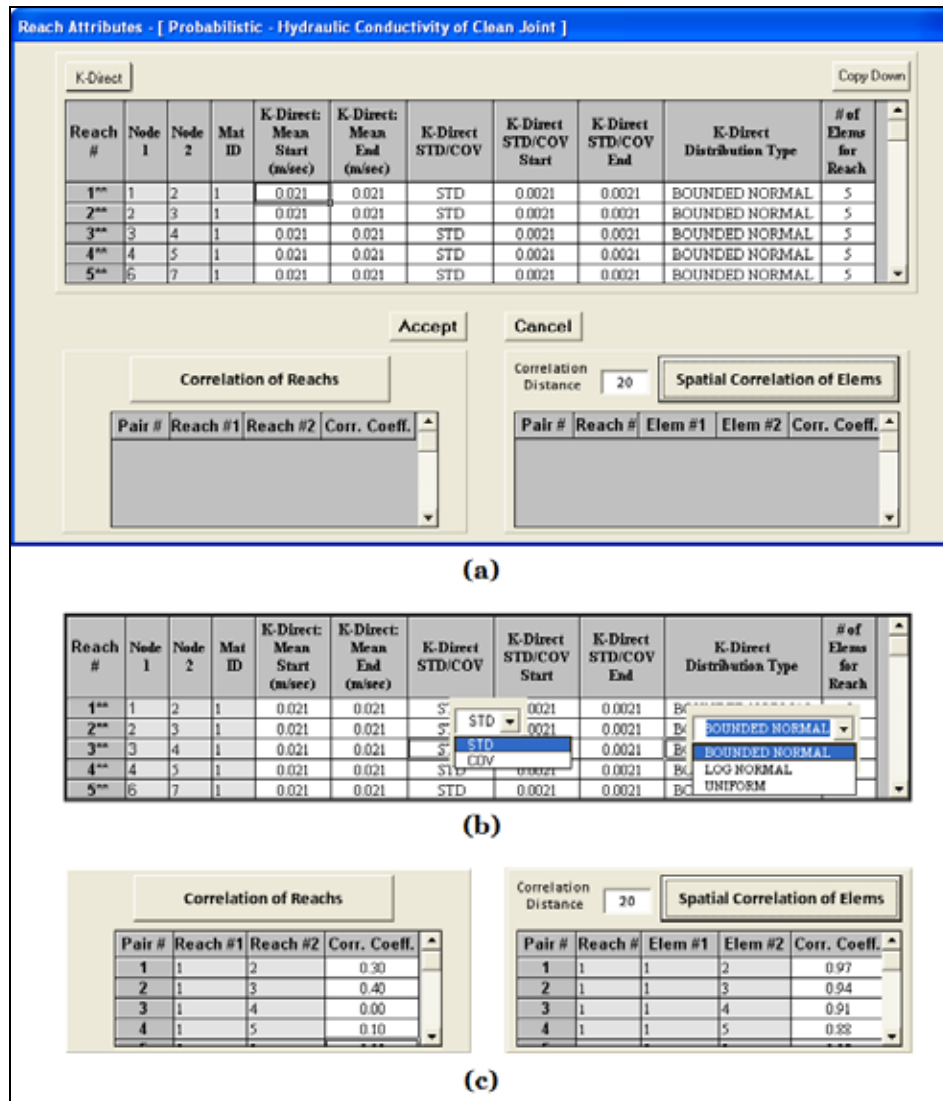 Reach Attributes - [ Probabilistic - Hydraulic Conductivity of Clean Joint ]
K-Direct Copy Down
Reach # Node 1 Node 2 Mat ID K-Direct: Mean Start (m/sec) K-Direct: Mean End (m/sec) K-Direct STD/COV K-Direct STD/COV Start K-Direct STD/COV End K-Direct Distribution Type # of Elems for Reach
1** 1 2 1 0.021 0.021 STD 0.0021 0.0021 BOUNDED NORMAL 5
2** 2 3 1 0.021 0.021 STD 0.0021 0.0021 BOUNDED NORMAL 5
3** 3 4 1 0.021 0.021 STD 0.0021 0.0021 BOUNDED NORMAL 5
4** 4 5 1 0.021 0.021 STD 0.0021 0.0021 BOUNDED NORMAL 5
5** 6 7 1 0.021 0.021 STD 0.0021 0.0021 BOUNDED NORMAL 5
Accept Cancel
Correlation of Reachs Correlation Distance 20 Spatial Correlation of Elems
Pair # Reach #1 Reach #2 Corr. Coeff. Pair # Reach # Elem #1 Elem #2 Corr. Coeff.
(a)
Reach # Node 1 Node 2 Mat ID K-Direct: Mean Start (m/sec) K-Direct: Mean End (m/sec) K-Direct STD/COV K-Direct STD/COV Start K-Direct STD/COV End K-Direct Distribution Type # of Elems for Reach
1** 1 2 1 0.021 0.021 0021 0.0021
2** 2 3 1 0.021 0.021 STD 0021 0.0021 BOUNDED NORMAL
3** 3 4 1 0.021 0.021 STD 0.0021 BOUNDED NORMAL
COV LOG NORMAL
4** 4 5 1 0.021 0.021 STD 0.0021 0.0021 UNIFORM
5** 6 7 1 0.021 0.021 STD 0.0021 0.0021 BO 5
(b)
Correlation of Reachs Correlation Distance 20 Spatial Correlation of Elems
Pair # Reach #1 Reach #2 Corr. Coeff. Pair # Reach # Elem #1 Elem #2 Corr. Coeff.
1 1 2 0.30 1 1 1 2 0.97
2 1 3 0.40 2 1 1 3 0.94
3 1 4 0.00 3 1 1 4 0.91
4 1 5 0.10 4 1 1 5 0.88
(c)